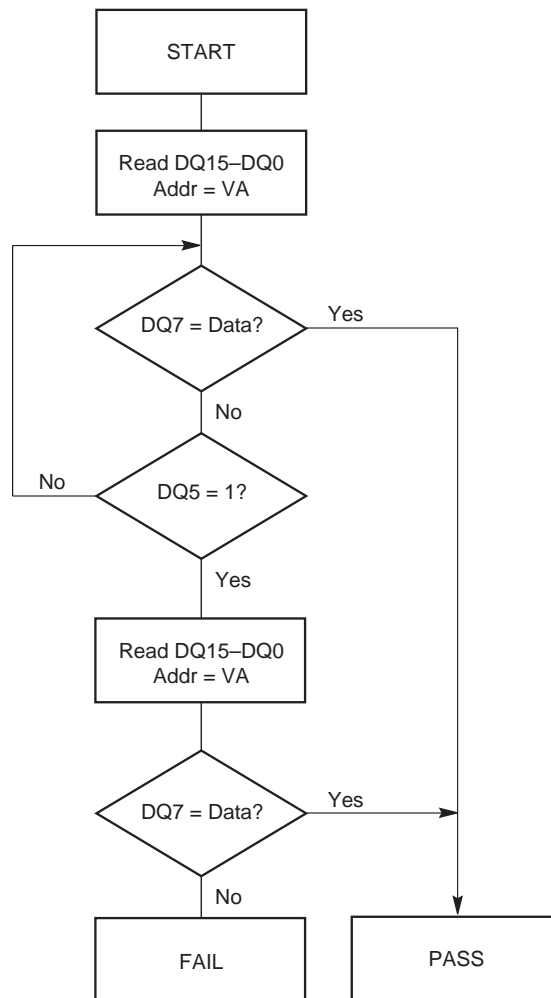 START
Read DQ15–DQ0
Addr = VA
DQ7 = Data?
Yes
No
No
DQ5 = 1?
Yes
Read DQ15–DQ0
Addr = VA
DQ7 = Data?
Yes
No
FAIL
PASS